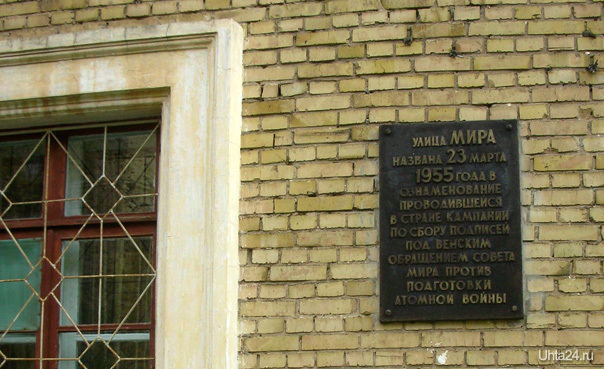 УЛИЦА МИРА
НАЗВАНА 23 МАРТА
1955 ГОДА В
ОЗНАМЕНОВАНИЕ
ПРОВОДИВШЕЙСЯ
В СТРАНЕ КАМПАНИИ
ПО СБОРУ ПОДПИСЕЙ
ПОД ВЕНСКИМ
ОБРАЩЕНИЕМ СОВЕТА
МИРА ПРОТИВ
ПОДГОТОВКИ
АТОМНОЙ ВОЙНЫ
Uhta24.ru